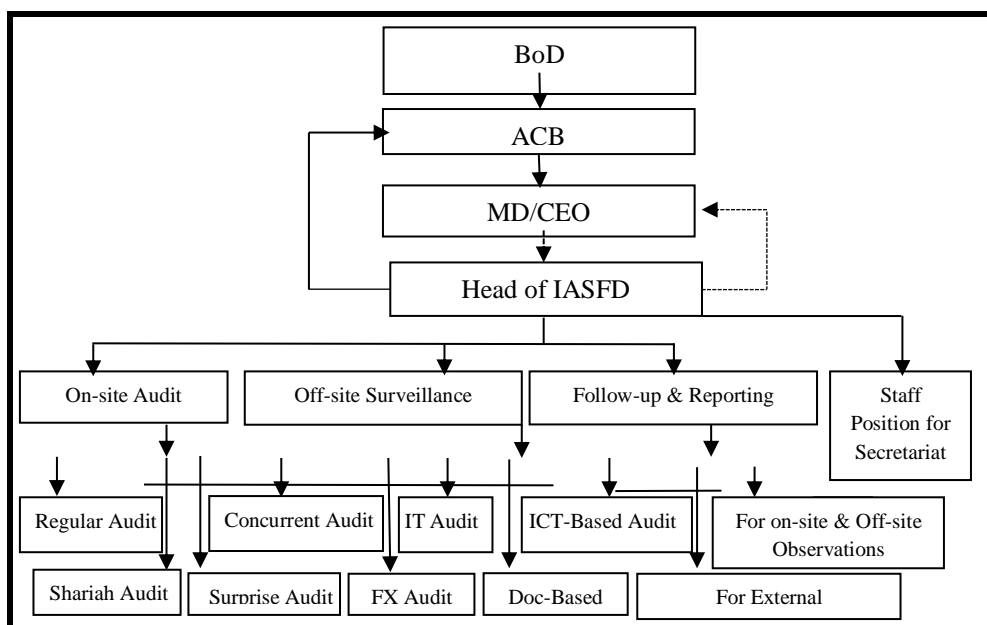 BoD
ACB
MD/CEO
Head of IASFD
On-site Audit
Off-site Surveillance
Follow-up & Reporting
Staff
Position for
Secretariat
Regular Audit
Concurrent Audit
IT Audit
ICT-Based Audit
For on-site & Off-site
Observations
Shariah Audit
Surprise Audit
FX Audit
Doc-Based
For External